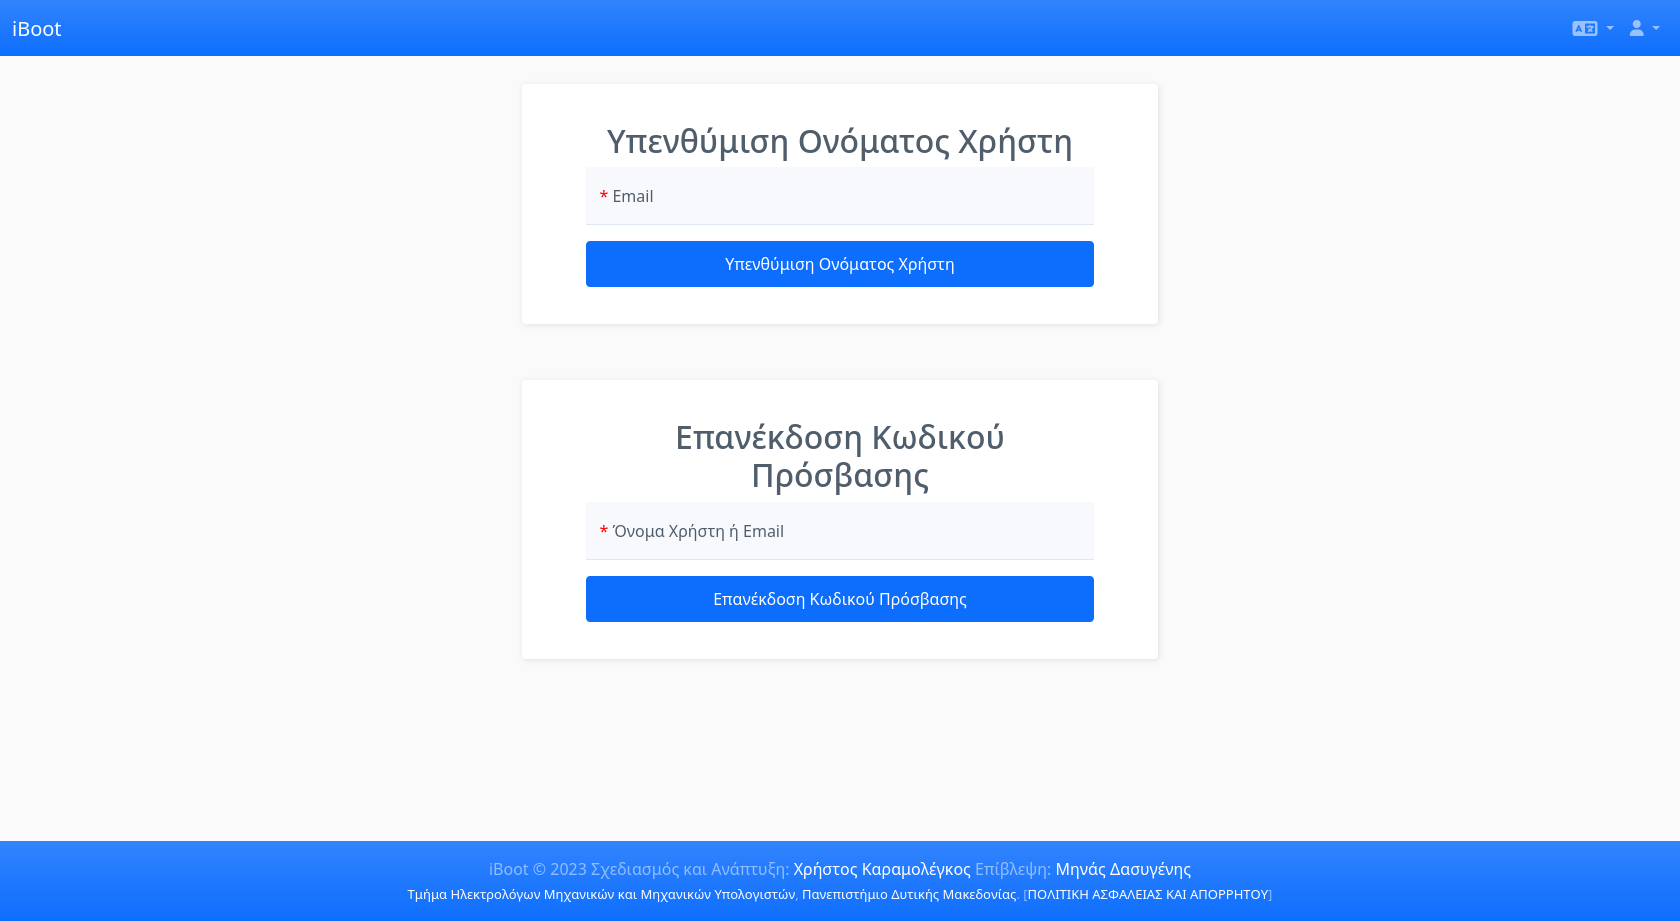 iBoot
Υπενθύμιση Ονόματος Χρήστη
* Email
Υπενθύμιση Ονόματος Χρήστη
Επανέκδοση Κωδικού
Πρόσβασης
* Όνομα Χρήστη ή Email
Επανέκδοση Κωδικού Πρόσβασης
iBoot © 2023 Σχεδιασμός και Ανάπτυξη: Χρήστος Καραμολέγκος Επίβλεψη: Μηνάς Δασυγένης
Τμήμα Ηλεκτρολόγων Μηχανικών και Μηχανικών Υπολογιστών, Πανεπιστήμιο Δυτικής Μακεδονίας. [ΠΟΛΙΤΙΚΗ ΑΣΦΑΛΕΙΑΣ ΚΑΙ ΑΠΟΡΡΗΤΟΥ]